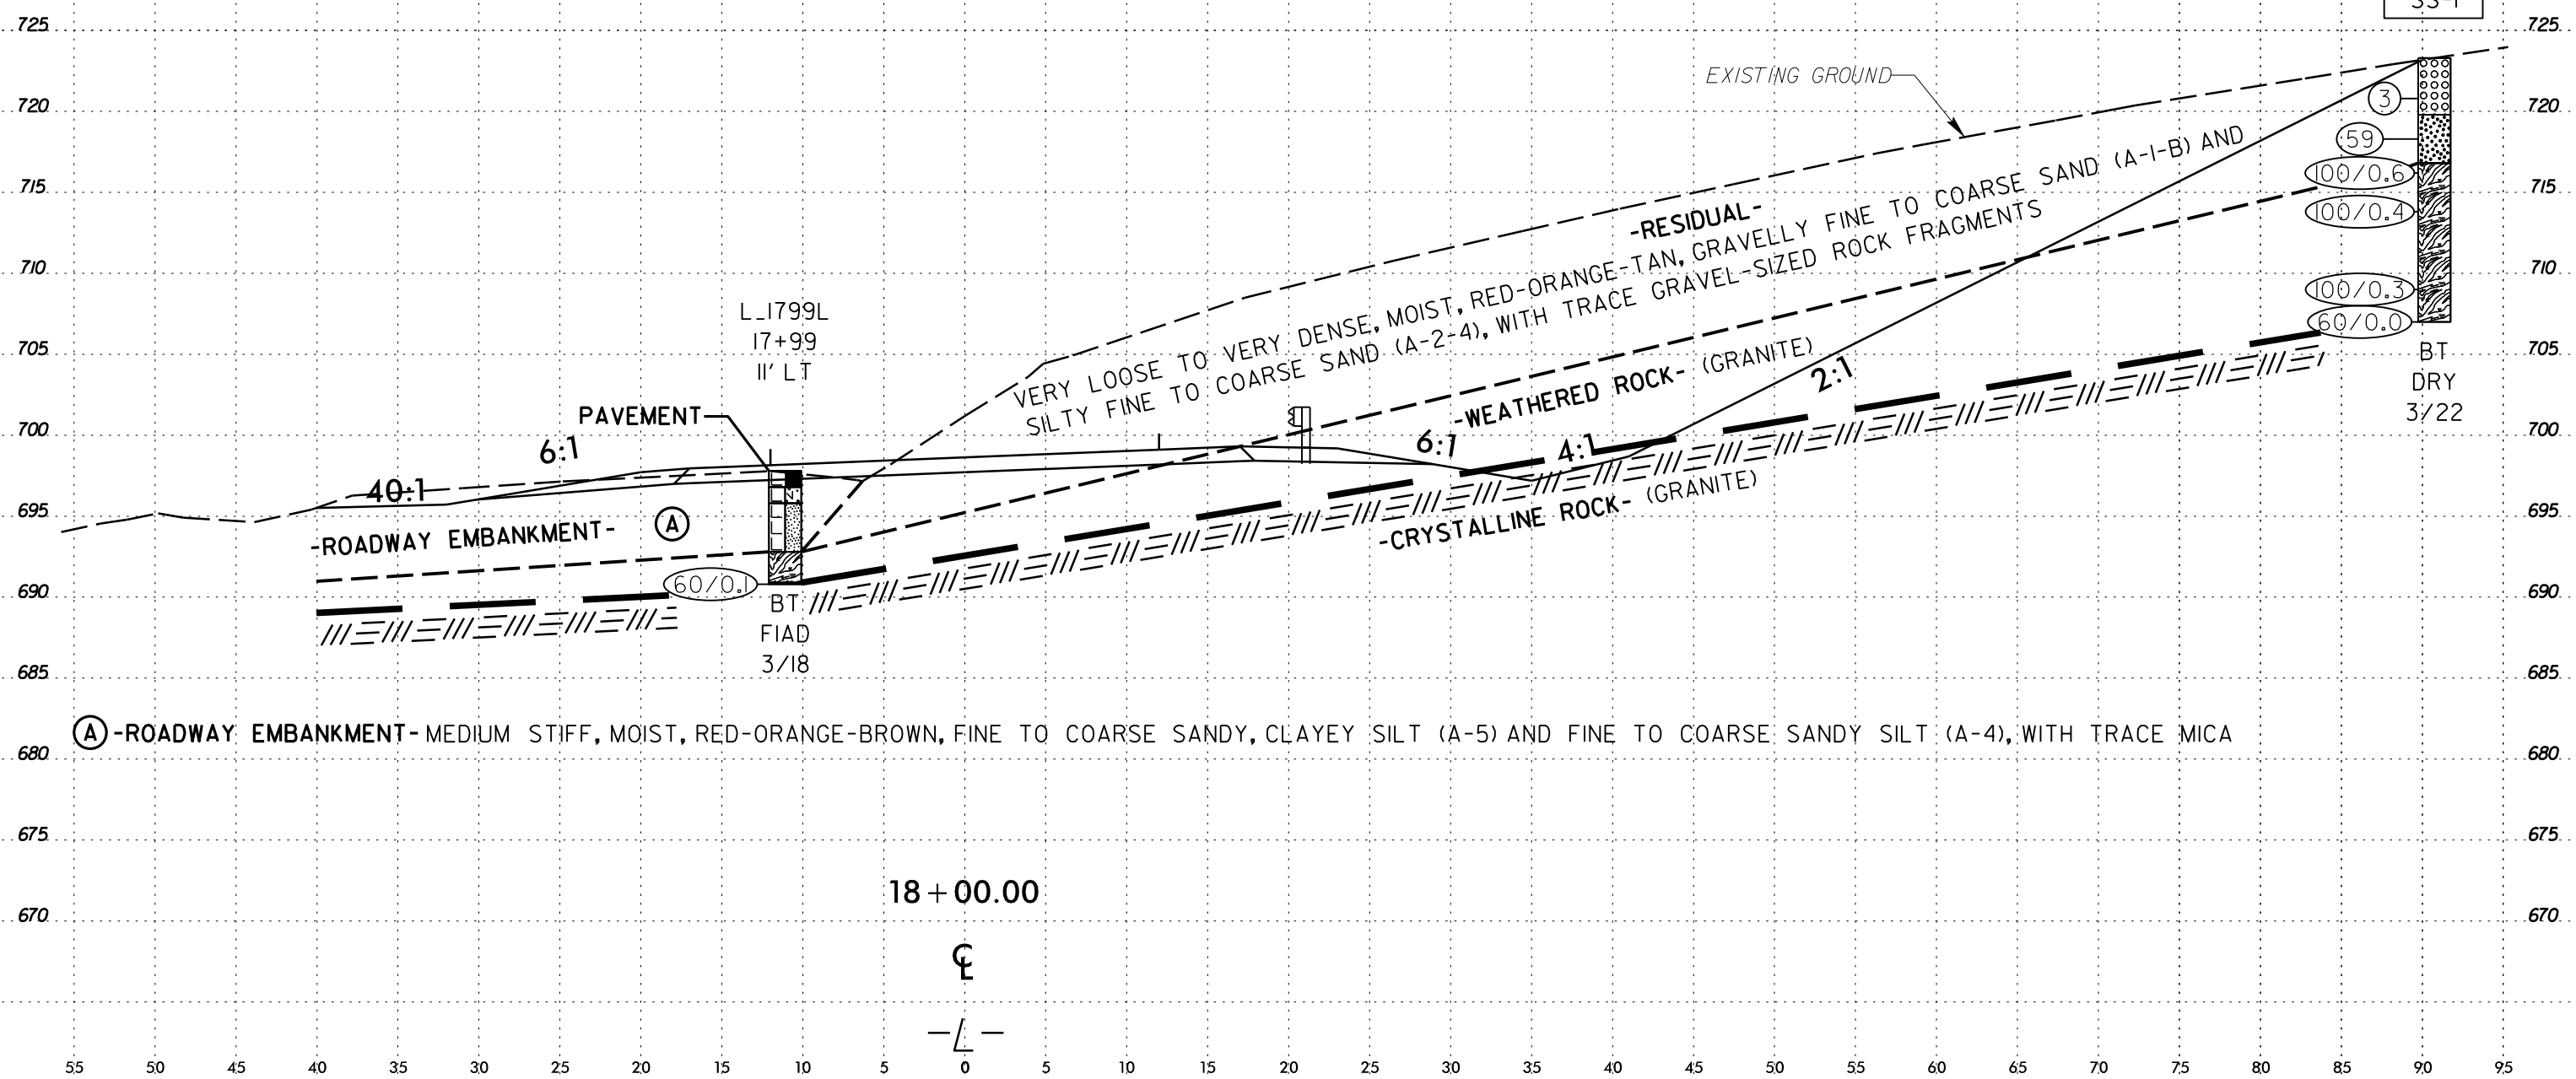 SS-1
725 725
EXISTING GROUND
720 720
3
59
715 715
100/0.6
100/0.4
-RESIDUAL-
VERY LOOSE TO VERY DENSE, MOIST, RED-ORANGE-TAN, GRAVELLY FINE TO COARSE SAND (A-1-B) AND
SILTY FINE TO COARSE SAND (A-2-4), WITH TRACE GRAVEL-SIZED ROCK FRAGMENTS
710 710
100/0.3
60/0.0
L_1799L
17+99
11' LT
705 705
BT
DRY
3/22
-WEATHERED ROCK- (GRANITE)
2:1
PAVEMENT
700 700
6:1
6:1
4:1
40:1
695 695
-CRYSTALLINE ROCK- (GRANITE)
-ROADWAY EMBANKMENT- A
690 690
60/0.1
BT
FIAD
3/18
685 685
A -ROADWAY EMBANKMENT- MEDIUM STIFF, MOIST, RED-ORANGE-BROWN, FINE TO COARSE SANDY, CLAYEY SILT (A-5) AND FINE TO COARSE SANDY SILT (A-4), WITH TRACE MICA
680 680
675 675
670 670
18+00.00
CL
-L-
55 50 45 40 35 30 25 20 15 10 5 0 5 10 15 20 25 30 35 40 45 50 55 60 65 70 75 80 85 90 95